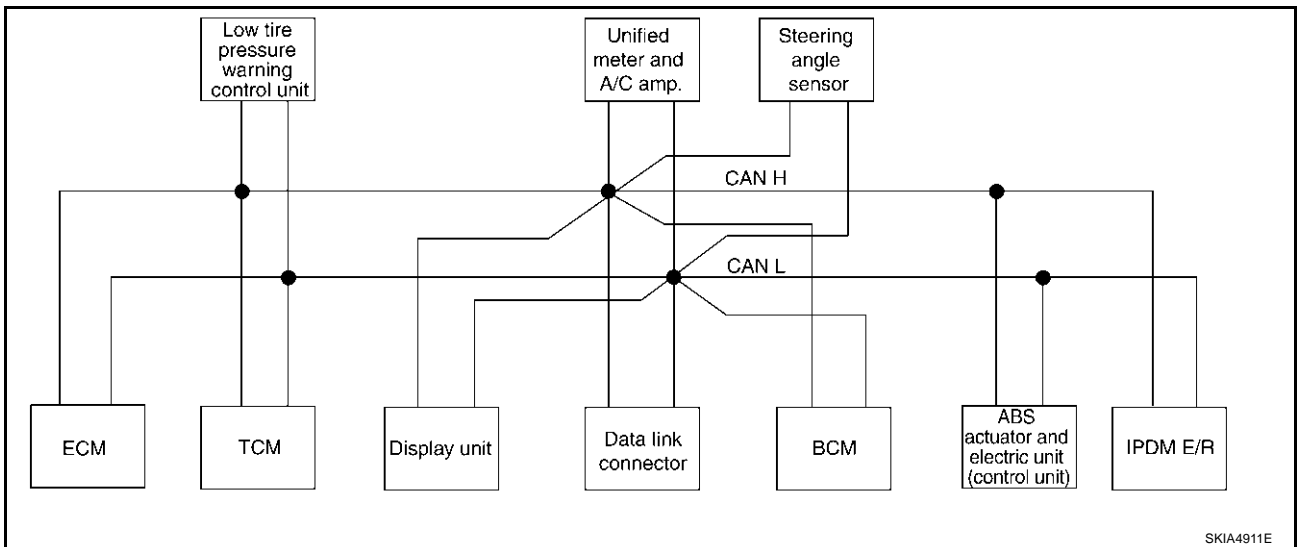 Low tire
pressure
warning
control unit
Unified
meter and
A/C amp.
Steering
angle
sensor
CAN H
CAN L
ECM
TCM
Display unit
Data link
connector
BCM
ABS
actuator and
electric unit
(control unit)
IPDM E/R
SKIA4911E